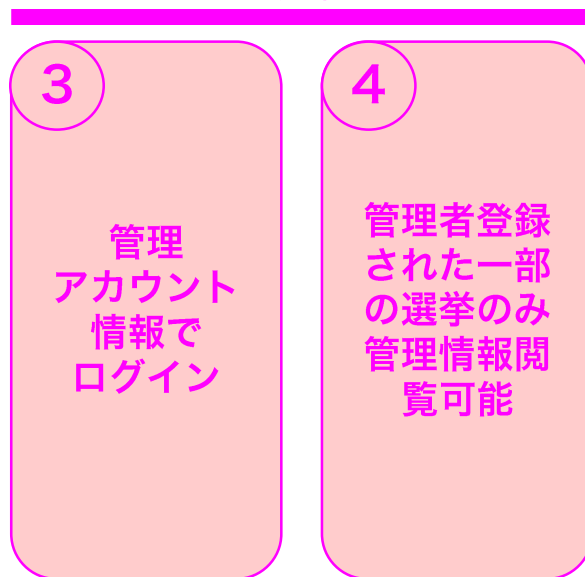 3
管理
アカウント
情報で
ログイン
4
管理者登録
された一部
の選挙のみ
管理情報閲
覧可能